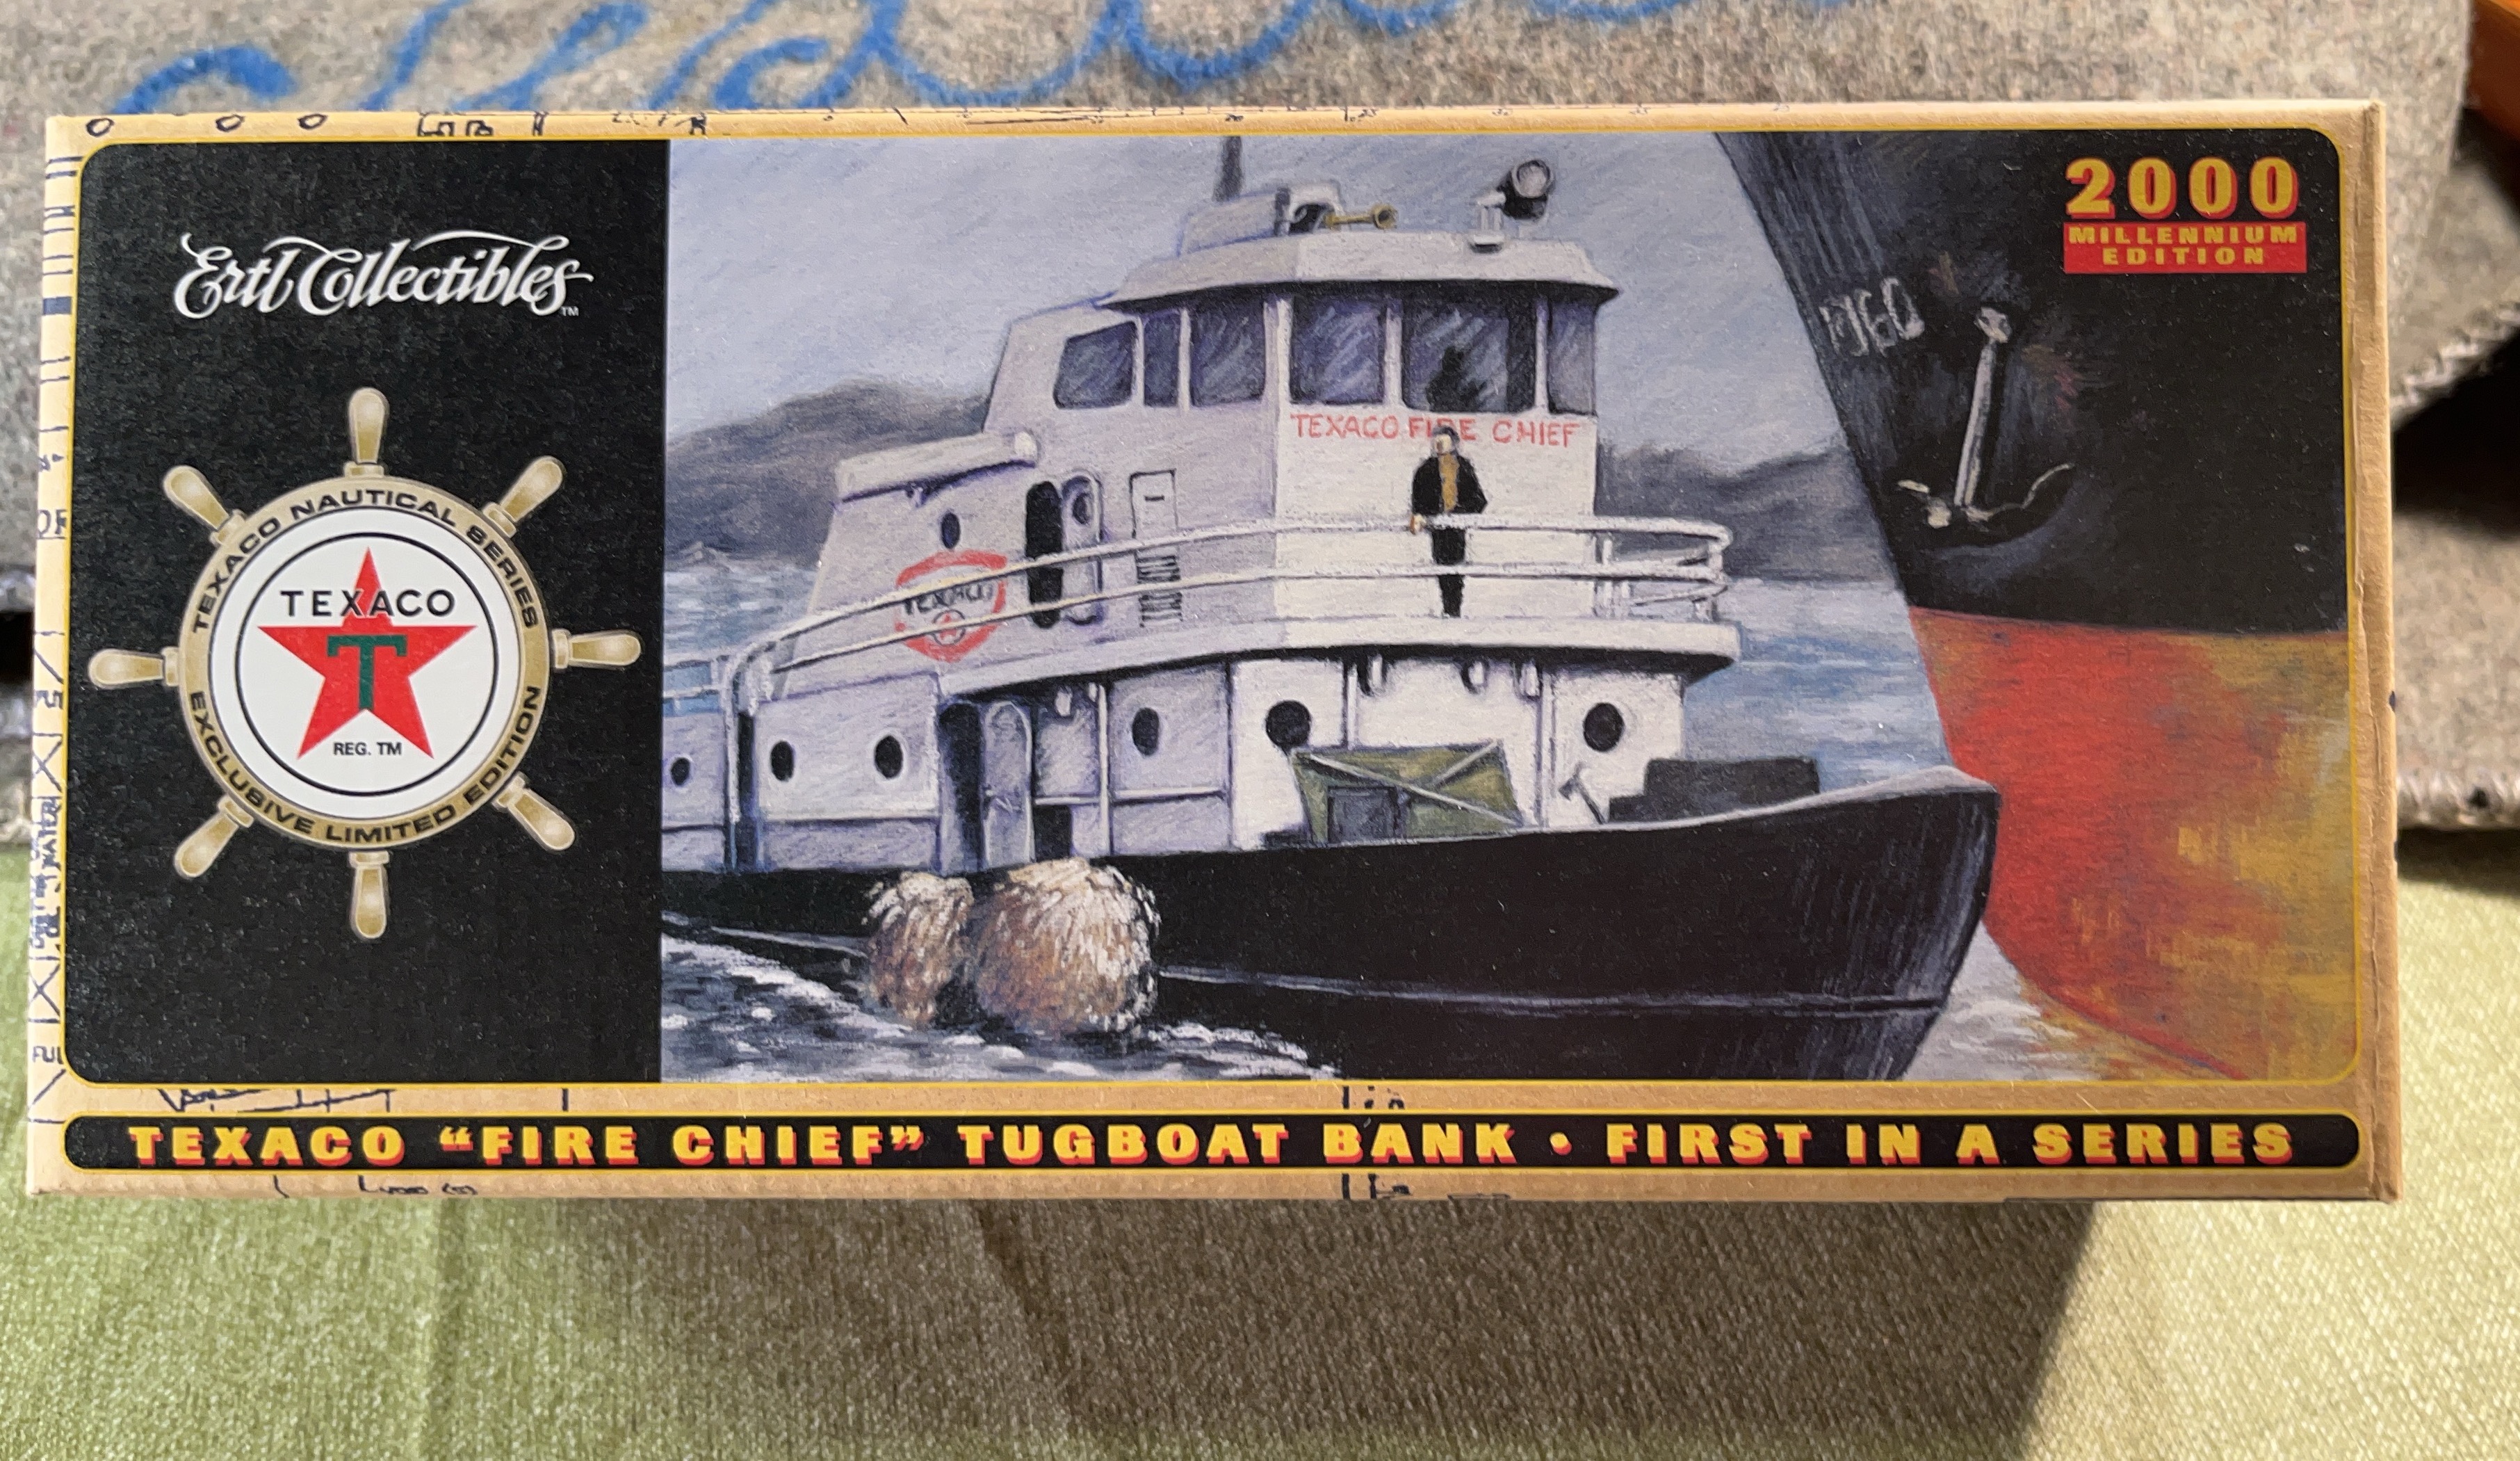 Ertl Collectibles™
2000
MILLENNIUM
EDITION
TEXACO NAUTICAL SERIES
TEXACO
T
REG. TM
EXCLUSIVE LIMITED EDITION
TEXACO FIRE CHIEF
TEXACO
TEXACO “FIRE CHIEF” TUGBOAT BANK • FIRST IN A SERIES